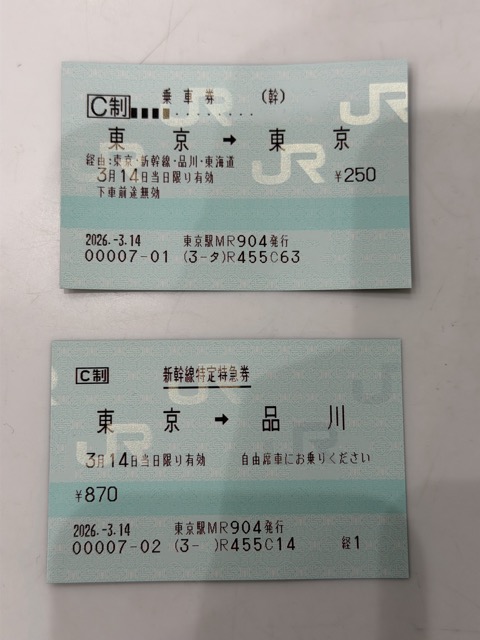 乗車券 (幹)
C制
東京 → 東京
経由:東京・新幹線・品川・東海道
3月14日当日限り有効 ¥250
下車前途無効
2026.-3.14 東京駅MR904発行
00007-01 (3-タ)R455C63
C制 新幹線特定特急券
東京 → 品川
3月14日当日限り有効 自由席車にお乗りください
¥870
2026.-3.14 東京駅MR904発行
00007-02 (3- )R455C14 経1
JR
JR
JR
JR
JR